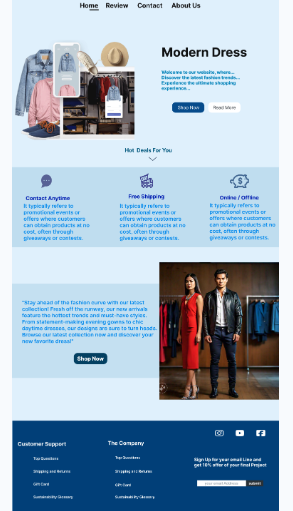 Home Review Contact About Us
Modern Dress
Welcome to our website, where...
Discover the latest fashion trends...
Experience the ultimate shopping
experience...
Shop Now Read More
Hot Deals For You
Contact Anytime
It typically refers to
promotional events or
offers where customers
can obtain products at no
cost, often through
giveaways or contests.
Free Shipping
It typically refers to
promotional events or
offers where customers
can obtain products at no
cost, often through
giveaways or contests.
Online / Offline
It typically refers to
promotional events or
offers where customers
can obtain products at no
cost, often through
giveaways or contests.
"Stay ahead of the fashion curve with our latest
collection! Fresh off the runway, our new arrivals
feature the hottest trends and must-have styles.
From statement-making evening gowns to chic
daytime dresses, our designs are sure to turn heads.
Browse our latest collection now and discover your
new favorite dress!"
Shop Now
Customer Support
Top Questions
Shipping and Returns
Gift Card
Sustainability Glossary
The Company
Top Questions
Shipping and Returns
Gift Card
Sustainability Glossary
Sign Up for your email Line and
get 10% offer of your final Project